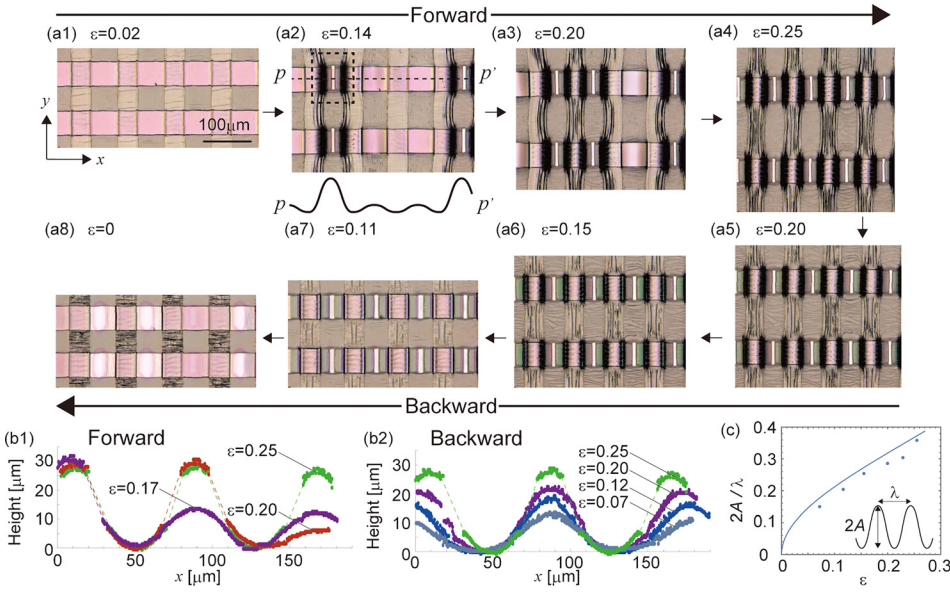 Forward
(a1) ε=0.02
(a2) ε=0.14
(a3) ε=0.20
(a4) ε=0.25
p p'
y
x
100μm
p p'
(a8) ε=0
(a7) ε=0.11
(a6) ε=0.15
(a5) ε=0.20
Backward
(b1) Forward
ε=0.25
ε=0.17
ε=0.20
Height [μm]
30
20
10
0
0 50 100 150
x [μm]
(b2) Backward
ε=0.25
ε=0.20
ε=0.12
ε=0.07
Height [μm]
30
20
10
0
0 50 100 150
x [μm]
(c)
2A / λ
0.4
0.3
0.2
0.1
0
0 0.1 0.2 0.3
ε
λ
2A